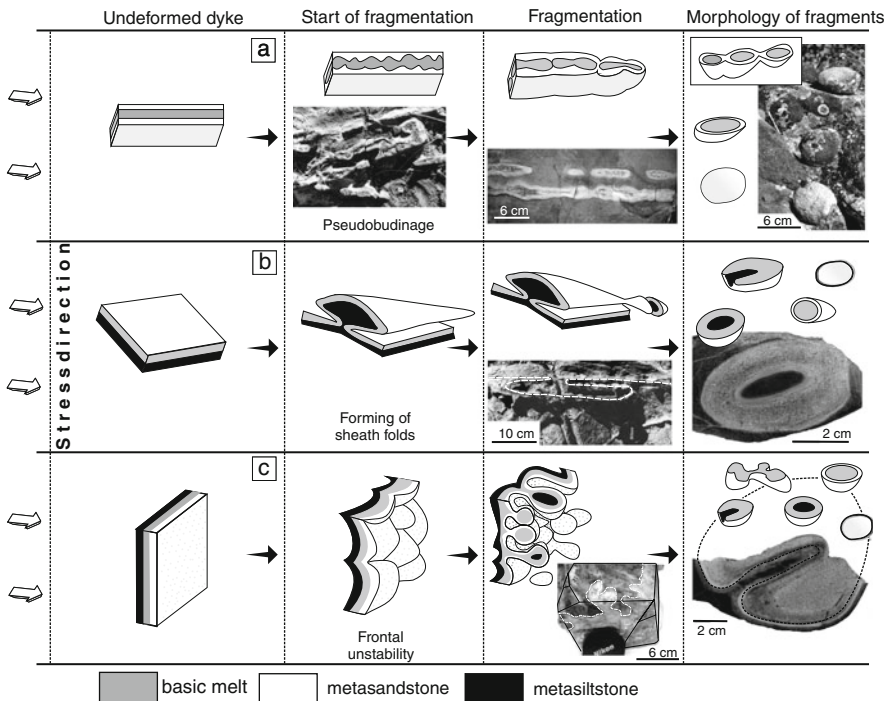 Undeformed dyke
Start of fragmentation
Fragmentation
Morphology of fragments
Stressdirection
a
Pseudobudinage
6 cm
6 cm
b
Forming of
sheath folds
10 cm
2 cm
c
Frontal
unstability
6 cm
2 cm
basic melt
metasandstone
metasiltstone